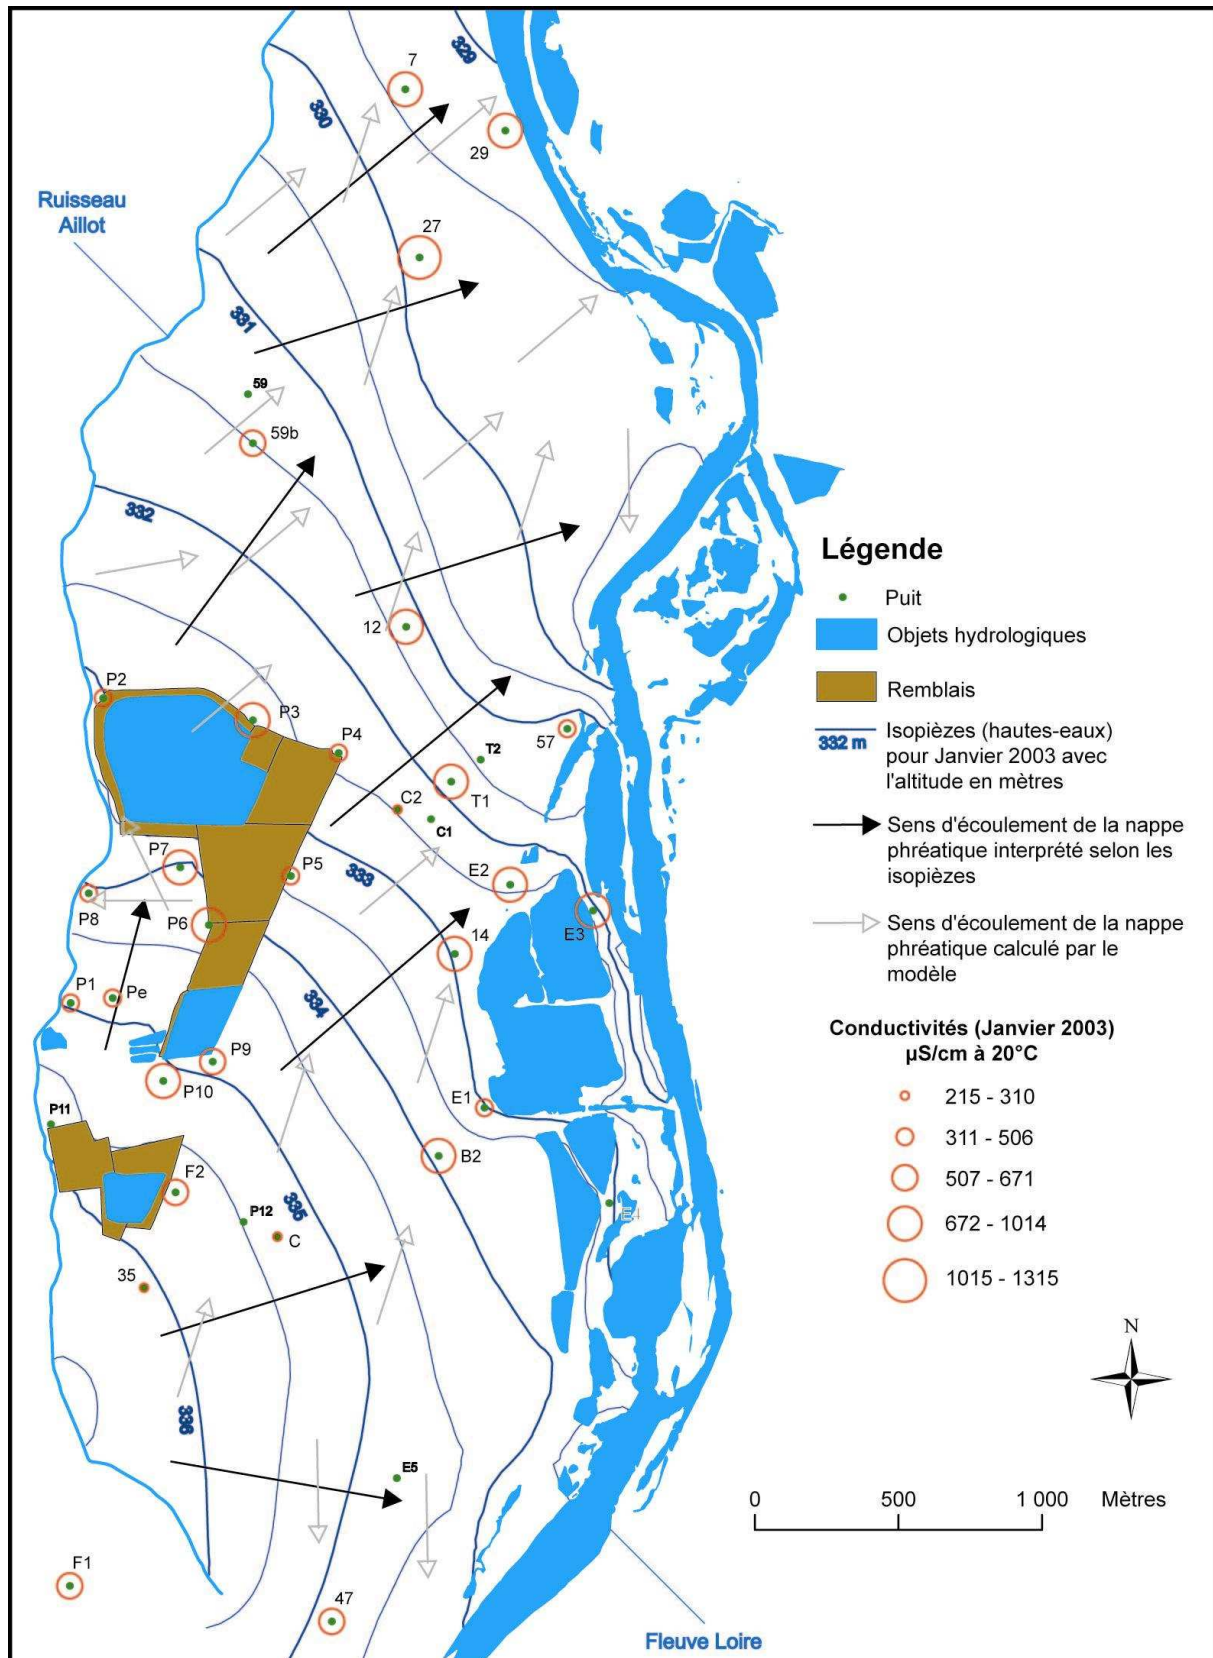 329
7
330
29
Ruisseau
Aillot
27
331
59
59b
332
12
P2
P3
P4
57
T2
T1
C2
C1
P7
P5
333
E2
P8
P6
E3
14
P1
Pe
334
P9
P10
E1
P11
B2
F2
335
P12
E4
C
35
336
E5
F1
47
Fleuve Loire
Légende
Puit
Objets hydrologiques
Remblais
Isopièzes (hautes-eaux)
332 m
pour Janvier 2003 avec
l'altitude en mètres
Sens d'écoulement de la nappe
phréatique interprété selon les
isopièzes
Sens d'écoulement de la nappe
phréatique calculé par le
modèle
Conductivités (Janvier 2003)
µS/cm à 20°C
215 - 310
311 - 506
507 - 671
672 - 1014
1015 - 1315
N
0 500 1 000 Mètres